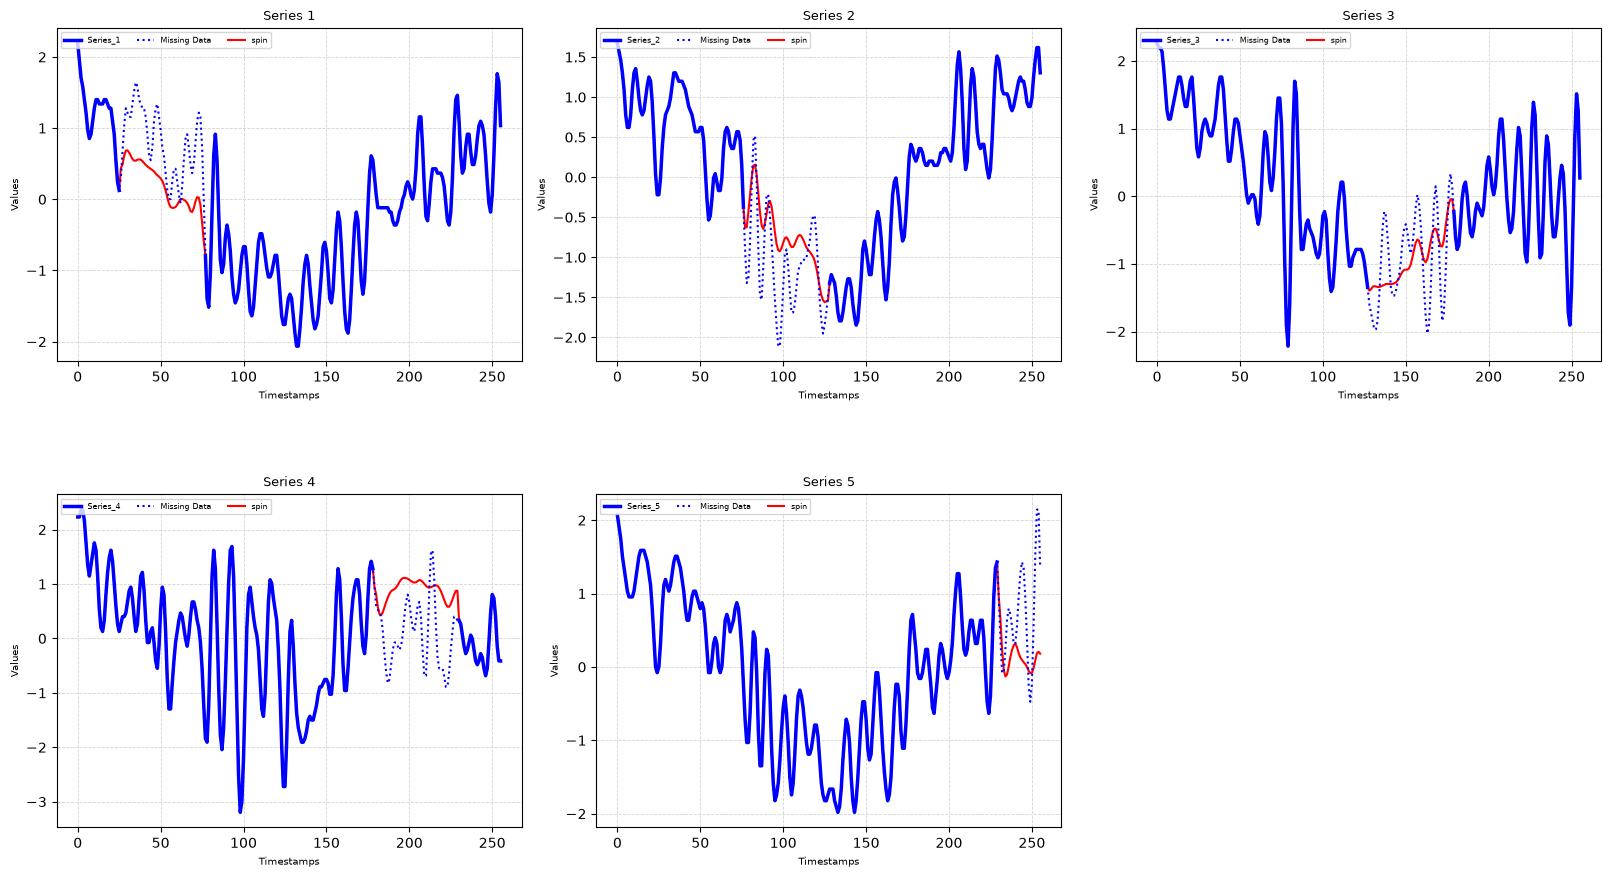 Series 1
Series_1 Missing Data spin
2
1
0
−1
−2
Values
0 50 100 150 200 250
Timestamps
Series 2
Series_2 Missing Data spin
1.5
1.0
0.5
0.0
−0.5
−1.0
−1.5
−2.0
Values
0 50 100 150 200 250
Timestamps
Series 3
Series_3 Missing Data spin
2
1
0
−1
−2
Values
0 50 100 150 200 250
Timestamps
Series 4
Series_4 Missing Data spin
2
1
0
−1
−2
−3
Values
0 50 100 150 200 250
Timestamps
Series 5
Series_5 Missing Data spin
2
1
0
−1
−2
Values
0 50 100 150 200 250
Timestamps